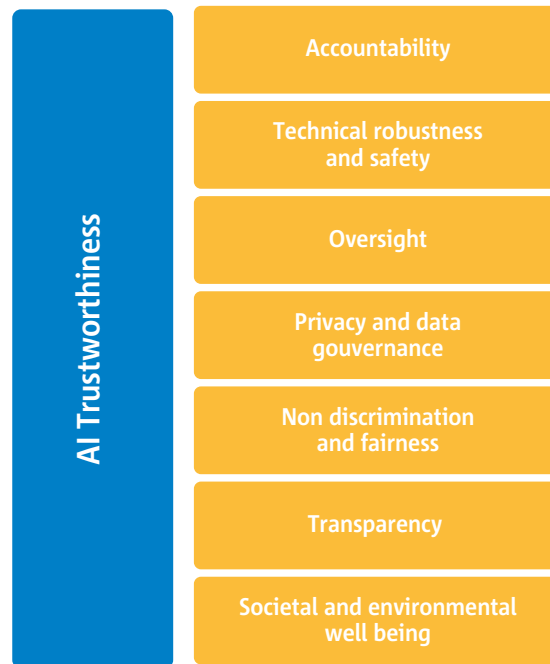 AI Trustworthiness
Accountability
Technical robustness
and safety
Oversight
Privacy and data
gouvernance
Non discrimination
and fairness
Transparency
Societal and environmental
well being